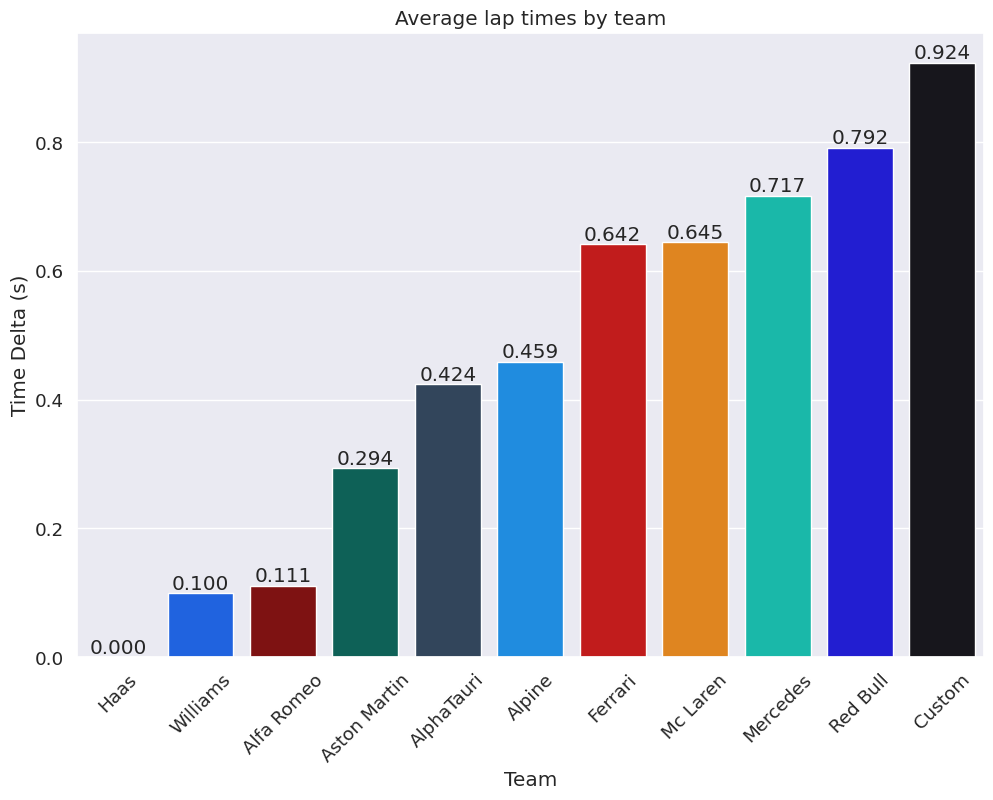 Average lap times by team
Time Delta (s)
0.8
0.6
0.4
0.2
0.0
0.000
0.100
0.111
0.294
0.424
0.459
0.642
0.645
0.717
0.792
0.924
Haas
Williams
Alfa Romeo
Aston Martin
AlphaTauri
Alpine
Ferrari
Mc Laren
Mercedes
Red Bull
Custom
Team